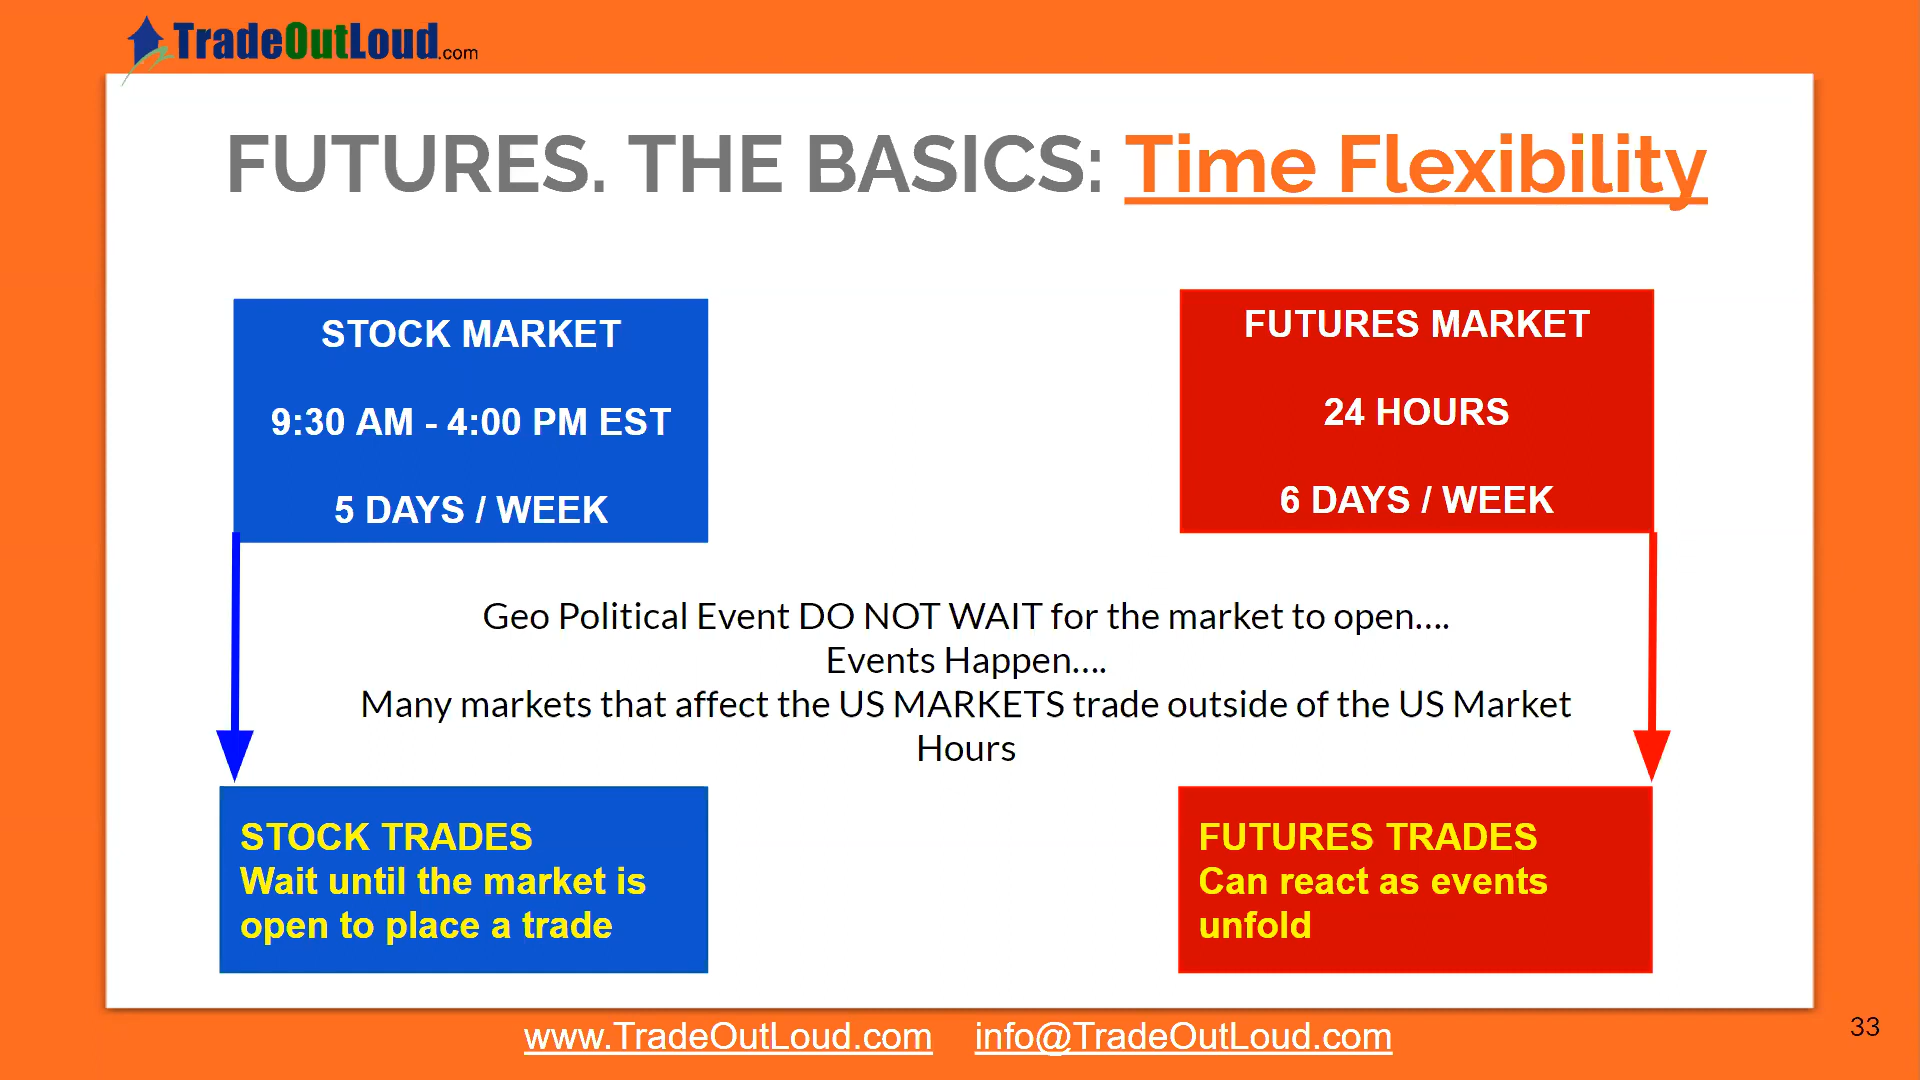 TradeOutLoud.com
FUTURES. THE BASICS: Time Flexibility
STOCK MARKET
9:30 AM - 4:00 PM EST
5 DAYS / WEEK
FUTURES MARKET
24 HOURS
6 DAYS / WEEK
Geo Political Event DO NOT WAIT for the market to open....
Events Happen....
Many markets that affect the US MARKETS trade outside of the US Market
Hours
STOCK TRADES
Wait until the market is
open to place a trade
FUTURES TRADES
Can react as events
unfold
www.TradeOutLoud.com info@TradeOutLoud.com
33